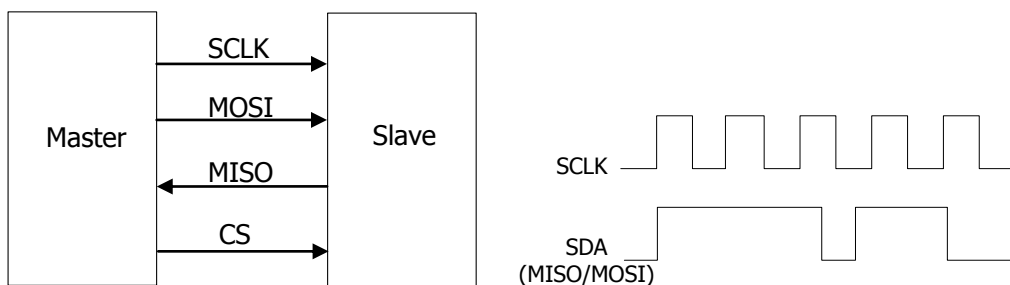 Master
SCLK
MOSI
MISO
CS
Slave
SCLK
SDA
(MISO/MOSI)